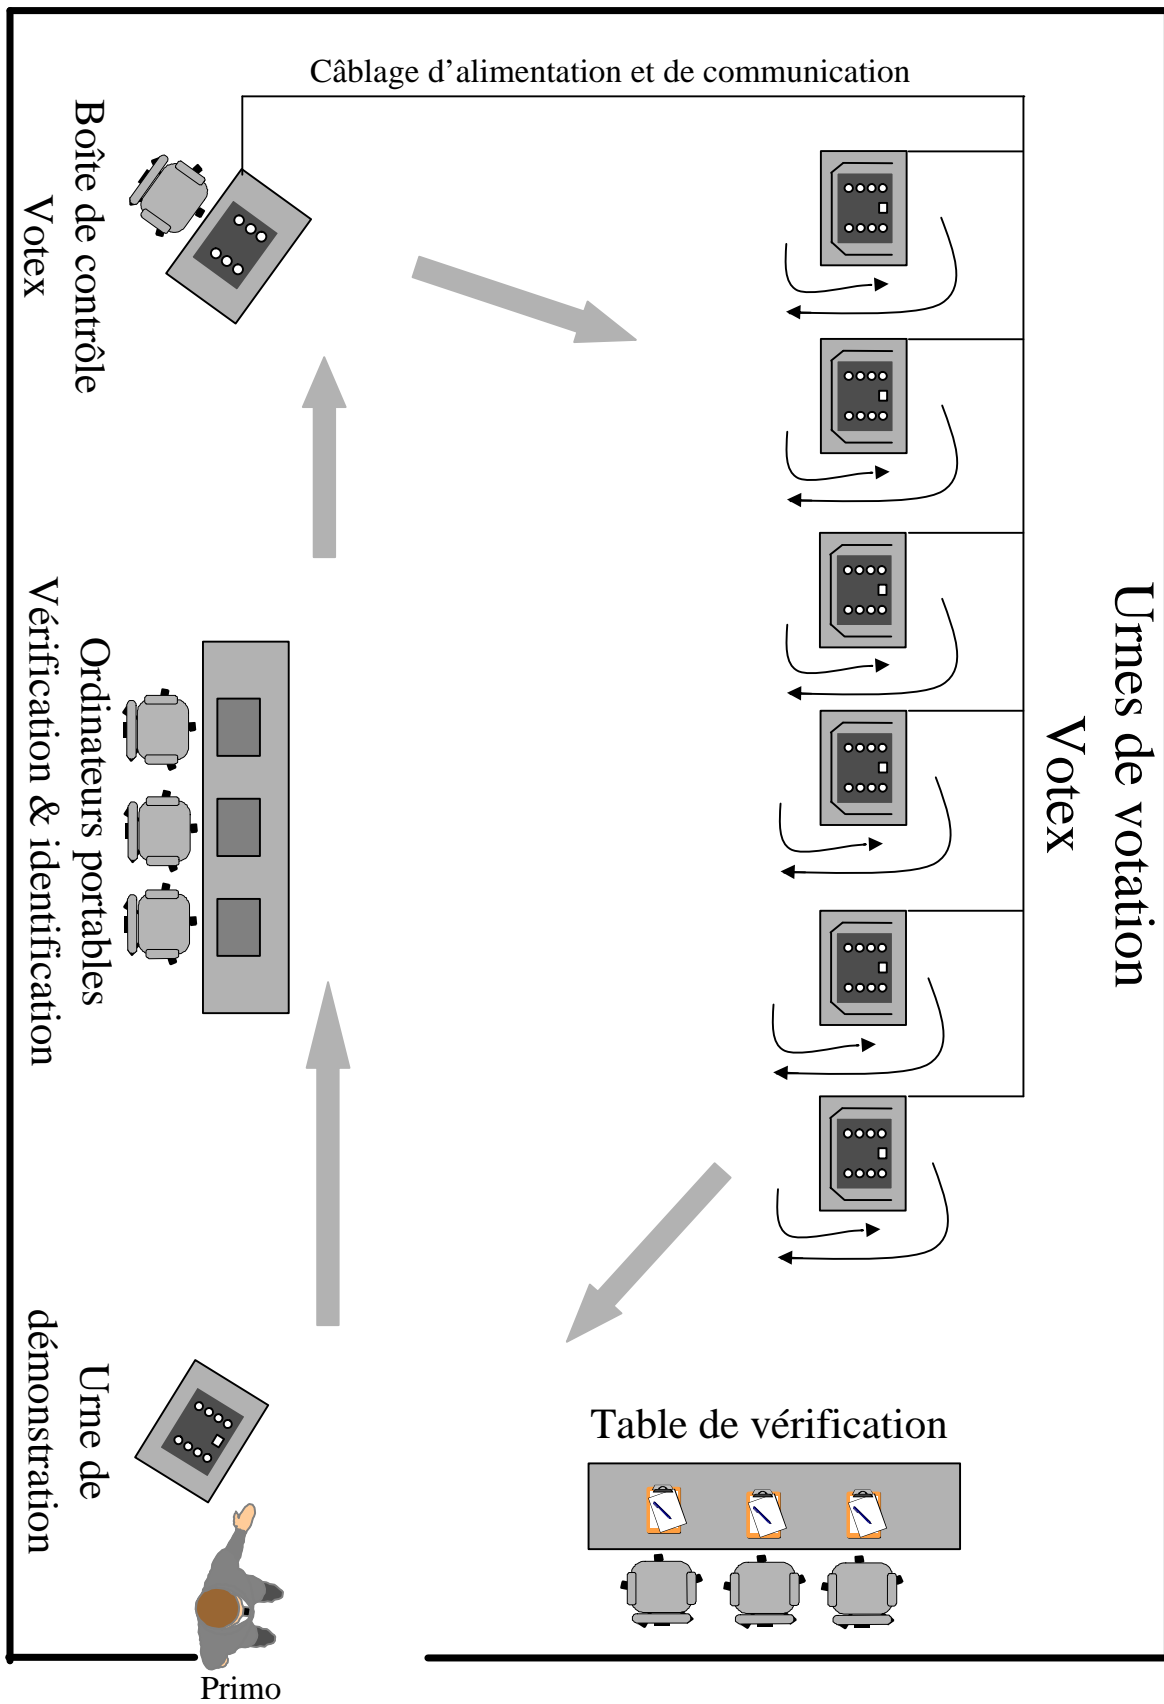 Câblage d’alimentation et de communication
Boîte de contrôle
Votex
Urnes de votation
Votex
Ordinateurs portables
Vérification & identification
Urne de
démonstration
Table de vérification
Primo